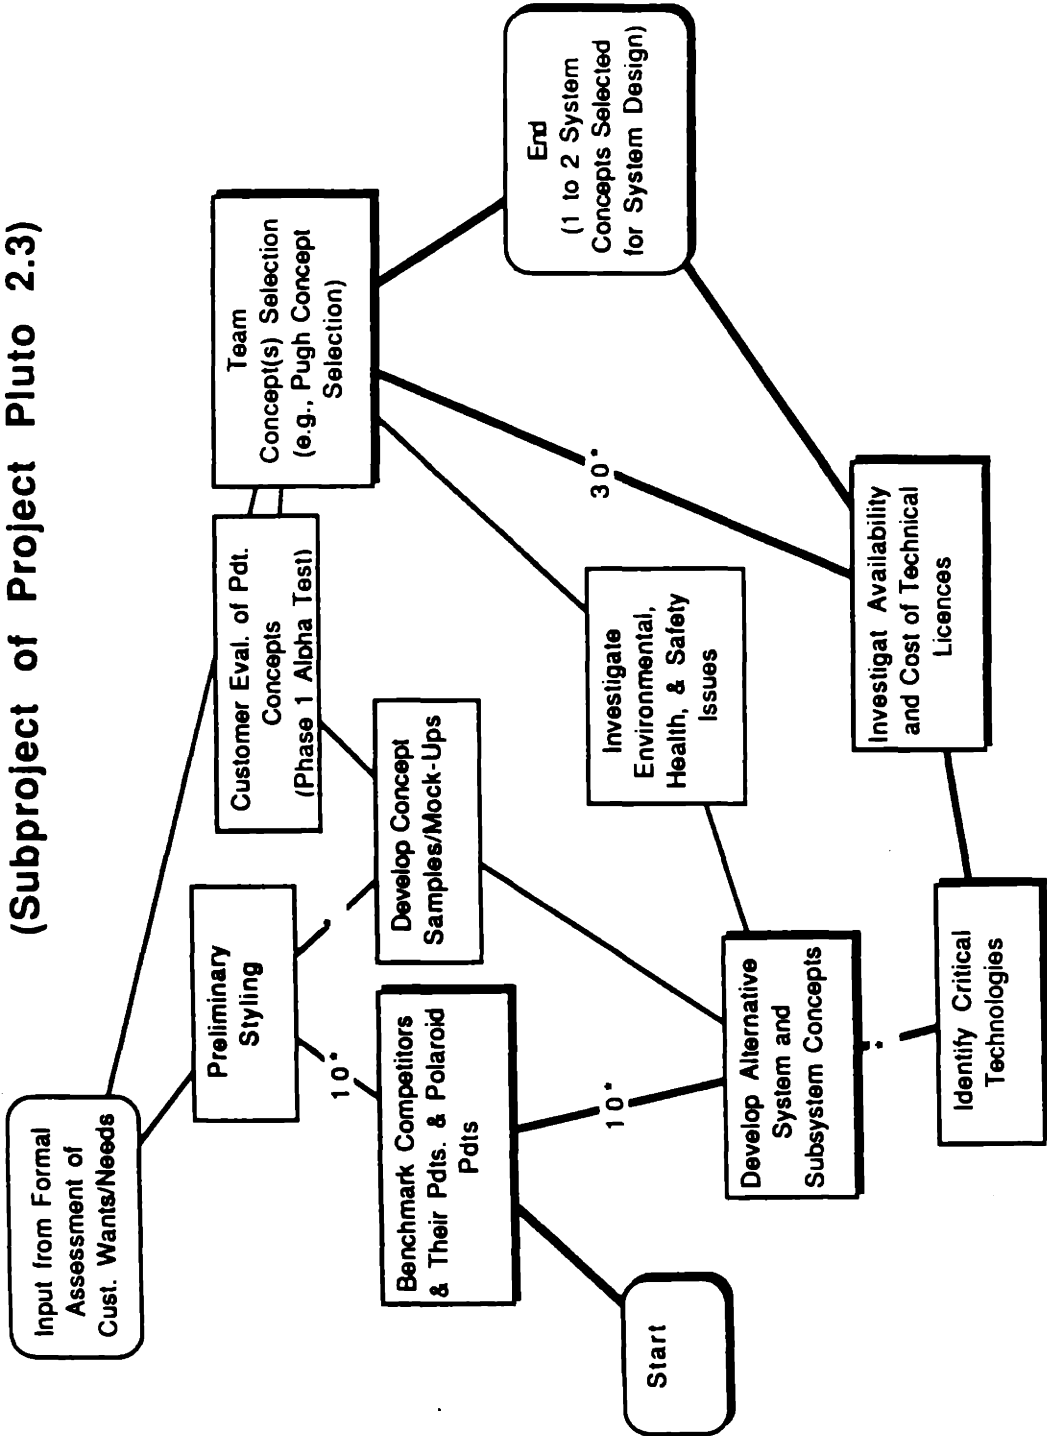 (Subproject of Project Pluto 2.3)
Input from Formal
Assessment of
Cust. Wants/Needs
Preliminary
Styling
Customer Eval. of Pdt.
Concepts
(Phase 1 Alpha Test)
Team
Concept(s) Selection
(e.g., Pugh Concept
Selection)
10*
*
Benchmark Competitors
& Their Pdts. & Polaroid
Pdts
Develop Concept
Samples/Mock-Ups
End
(1 to 2 System
Concepts Selected
for System Design)
Start
10*
30*
Investigate
Environmental,
Health, & Safety
Issues
Develop Alternative
System and
Subsystem Concepts
*
Investigat Availability
and Cost of Technical
Licences
Identify Critical
Technologies